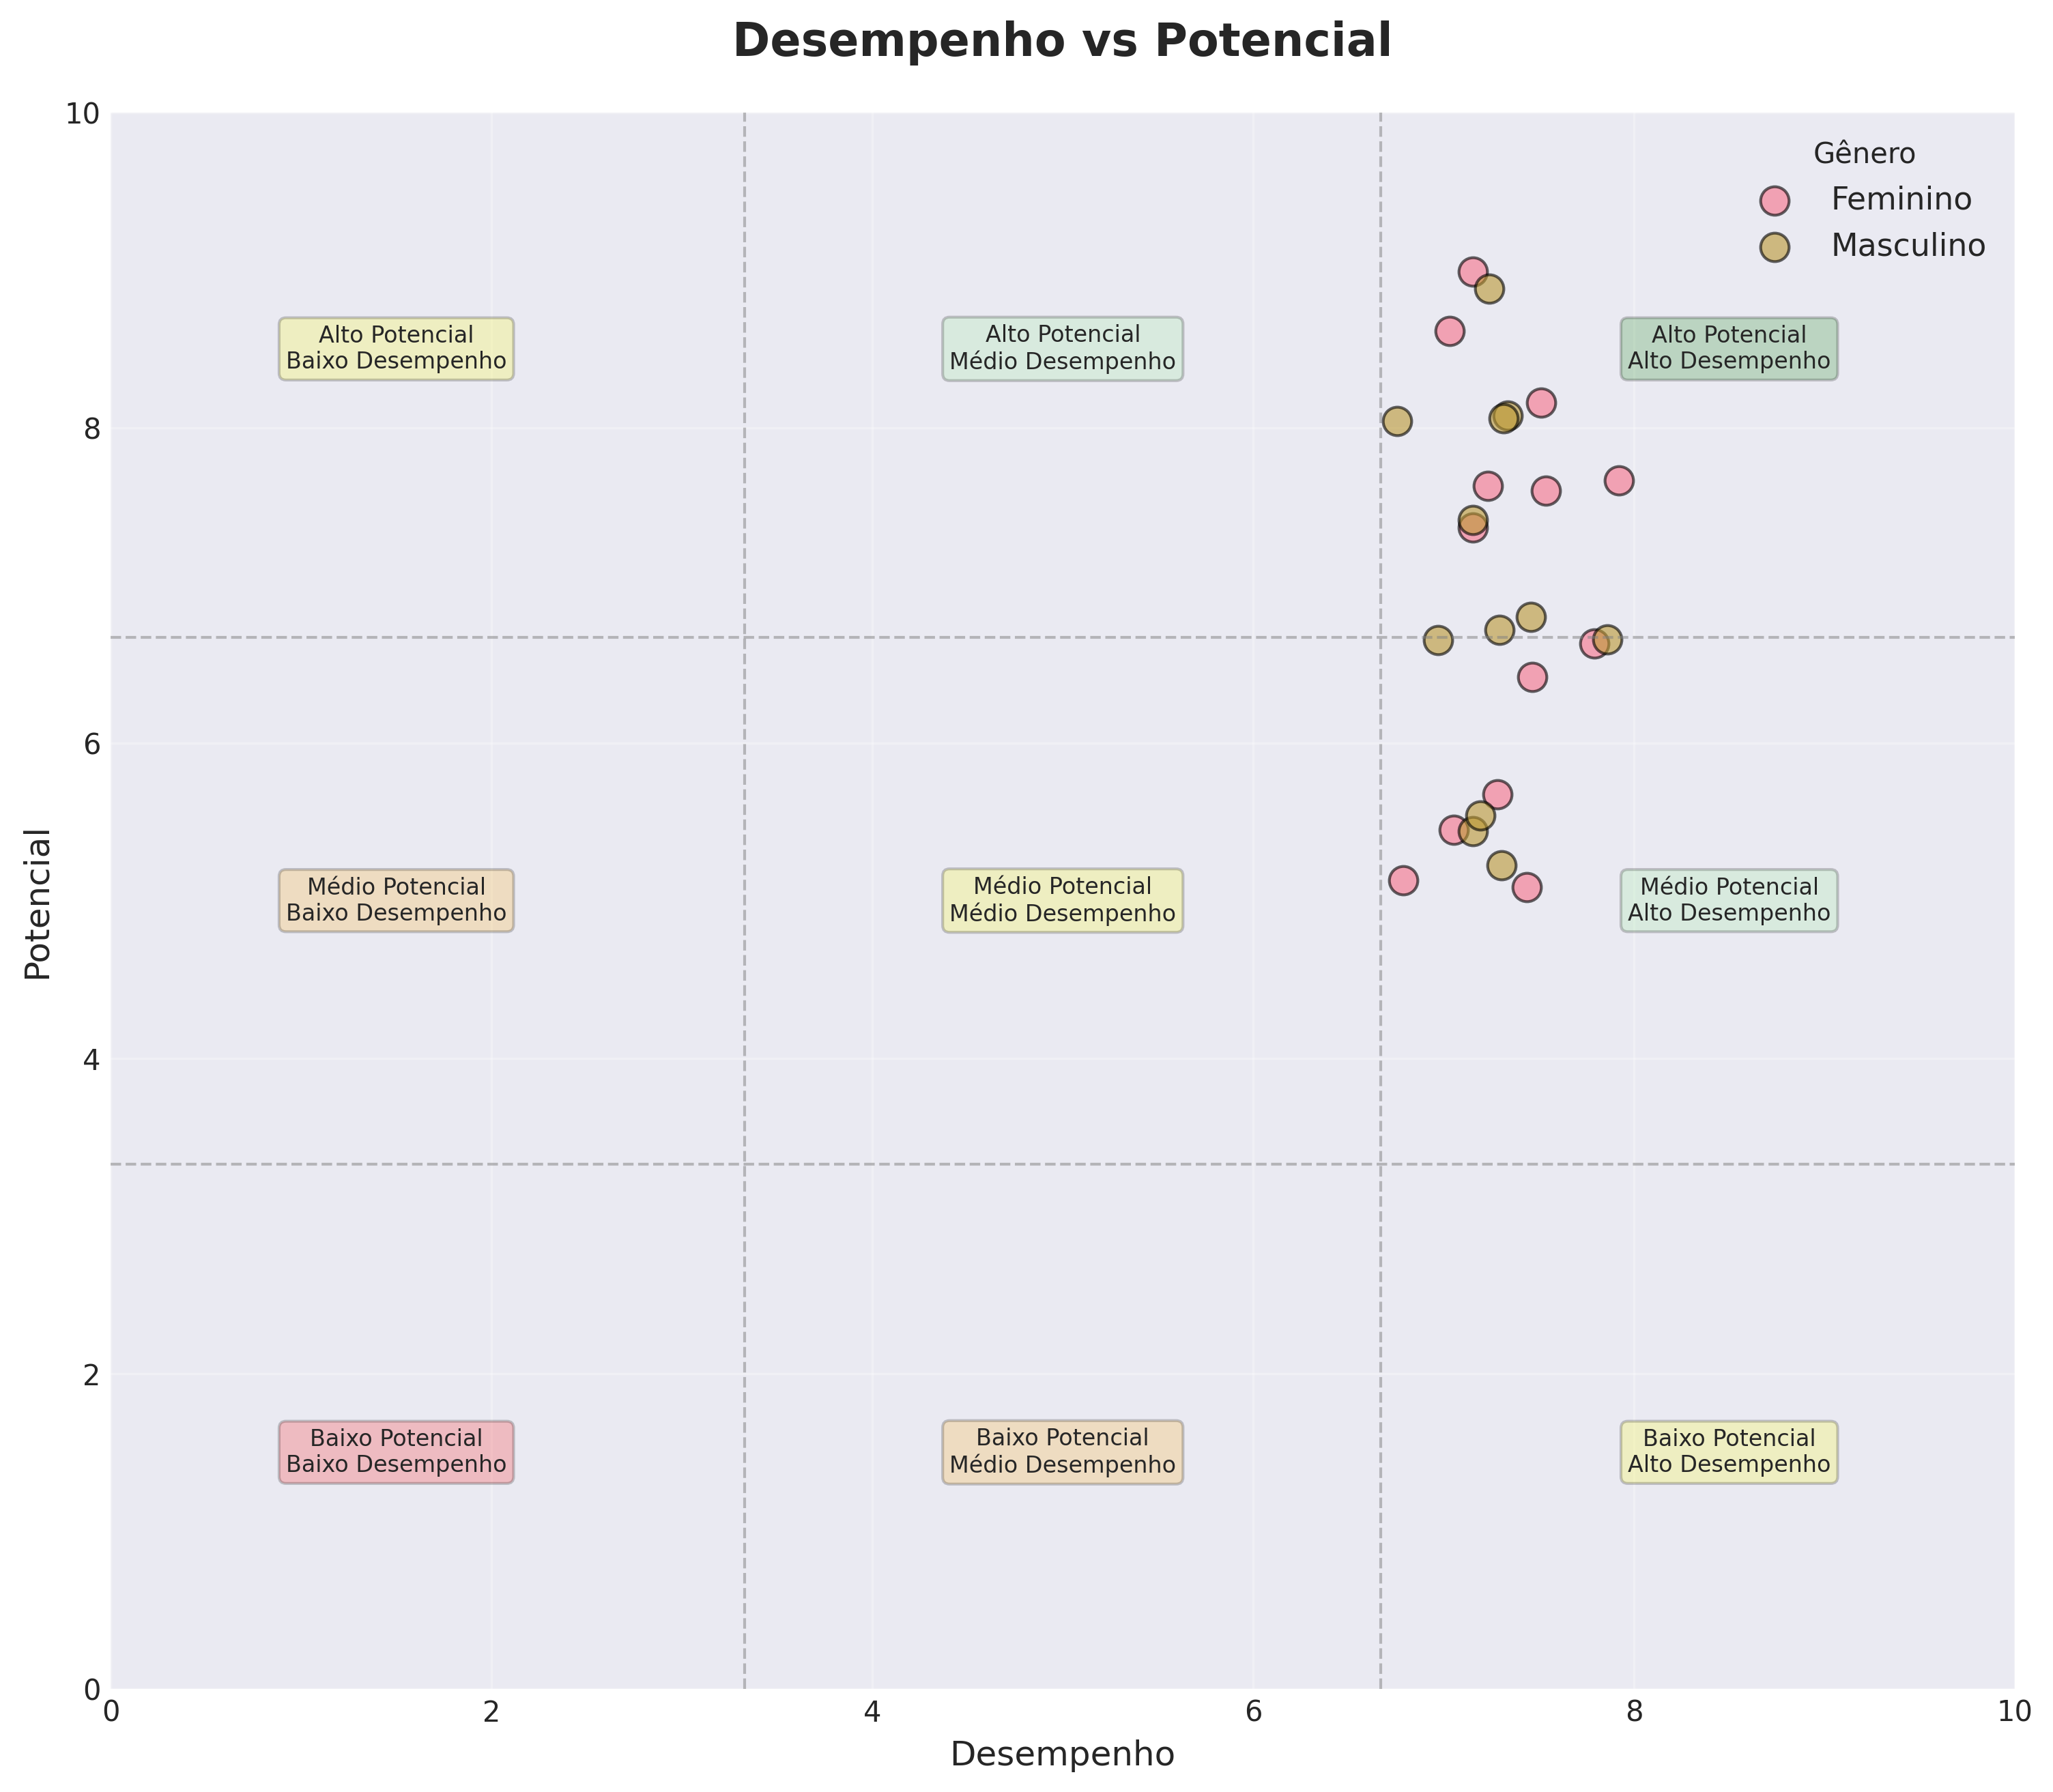 Desempenho vs Potencial
Gênero
Feminino
Masculino
Alto Potencial
Baixo Desempenho
Alto Potencial
Médio Desempenho
Alto Potencial
Alto Desempenho
Médio Potencial
Baixo Desempenho
Médio Potencial
Médio Desempenho
Médio Potencial
Alto Desempenho
Baixo Potencial
Baixo Desempenho
Baixo Potencial
Médio Desempenho
Baixo Potencial
Alto Desempenho
10
8
6
4
2
0
Potencial
0 2 4 6 8 10
Desempenho